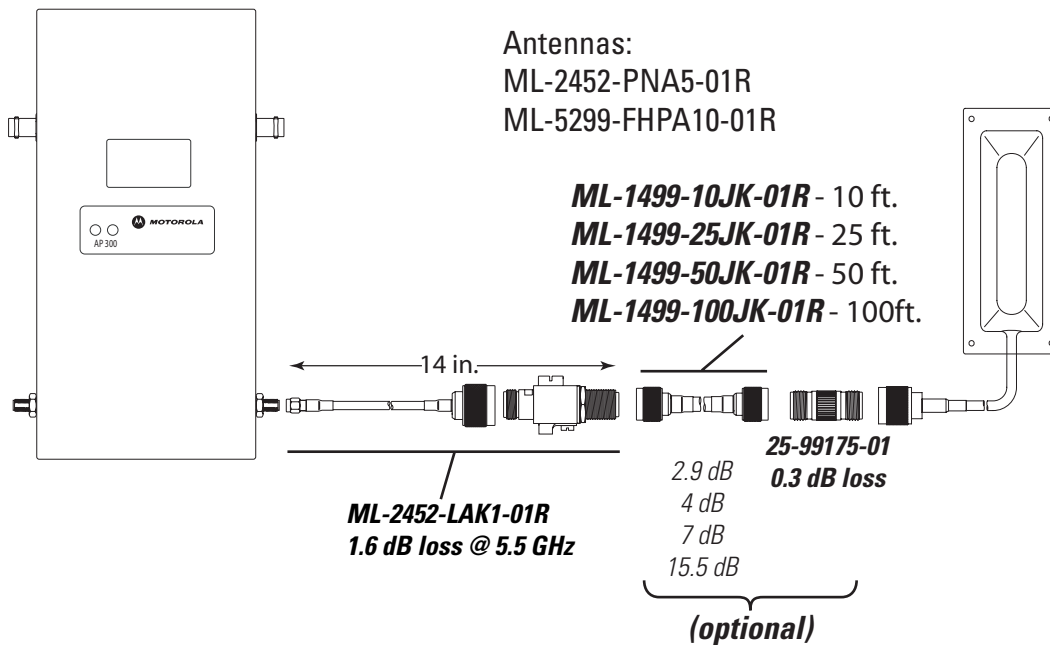 Antennas:
ML-2452-PNA5-01R
ML-5299-FHPA10-01R
ML-1499-10JK-01R - 10 ft.
ML-1499-25JK-01R - 25 ft.
ML-1499-50JK-01R - 50 ft.
ML-1499-100JK-01R - 100ft.
MOTOROLA
AP 300
14 in.
25-99175-01
0.3 dB loss
2.9 dB
4 dB
7 dB
15.5 dB
ML-2452-LAK1-01R
1.6 dB loss @ 5.5 GHz
(optional)